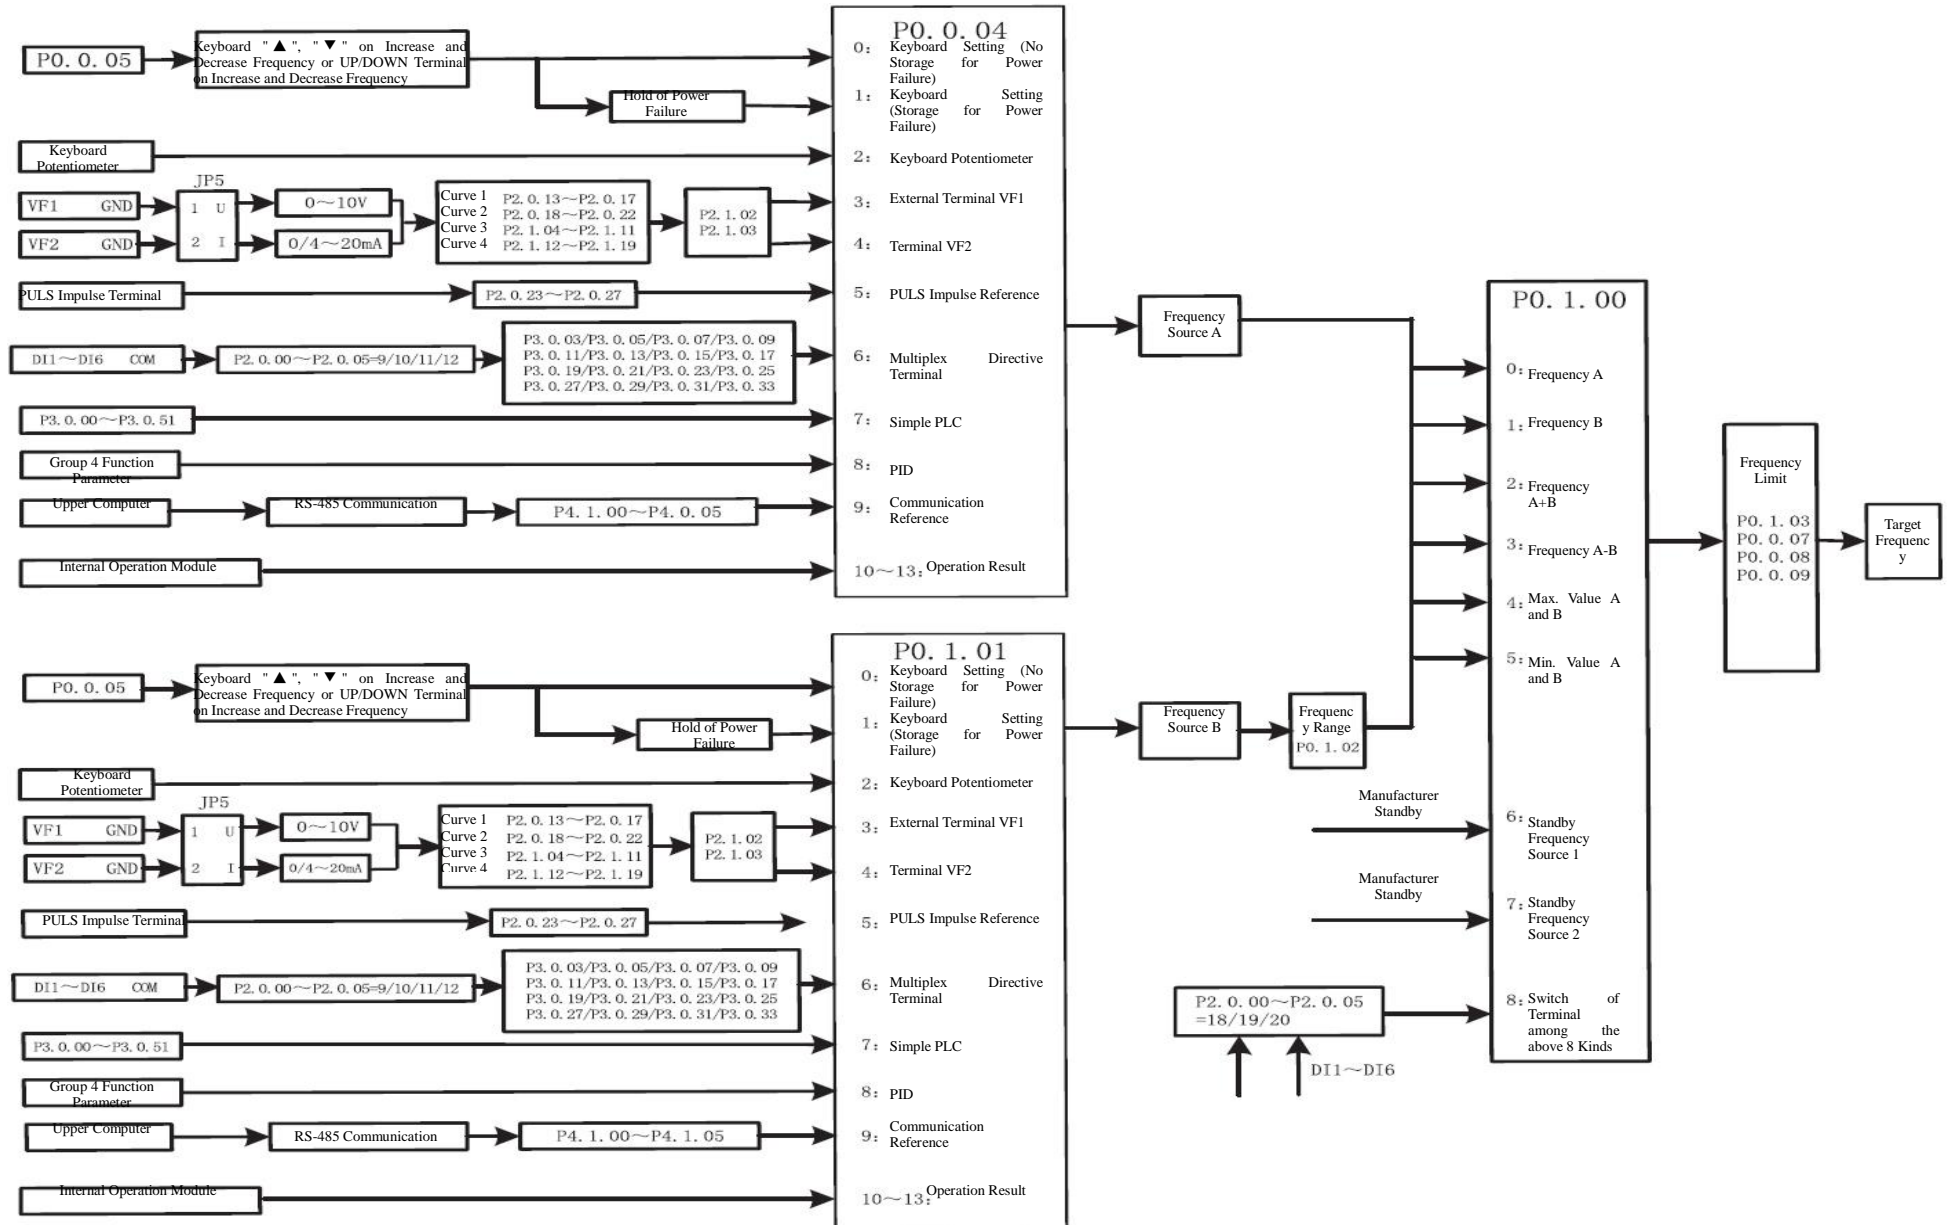 P0. 0. 04
P0. 0. 05
Keyboard " ▲ ", " ▼ " on Increase and
Decrease Frequency or UP/DOWN Terminal
on Increase and Decrease Frequency
Hold of Power
Failure
0: Keyboard Setting (No
Storage for Power
Failure)
1: Keyboard Setting
(Storage for Power
Failure)
Keyboard
Potentiometer
2: Keyboard Potentiometer
JP5
VF1 GND
VF2 GND
1 U
2 I
0～10V
0/4～20mA
Curve 1 P2. 0. 13～P2. 0. 17
Curve 2 P2. 0. 18～P2. 0. 22
Curve 3 P2. 1. 04～P2. 1. 11
Curve 4 P2. 1. 12～P2. 1. 19
P2. 1. 02
P2. 1. 03
3: External Terminal VF1
4: Terminal VF2
PULS Impulse Terminal
P2. 0. 23～P2. 0. 27
5: PULS Impulse Reference
DI1～DI6 COM
P2. 0. 00～P2. 0. 05=9/10/11/12
P3. 0. 03/P3. 0. 05/P3. 0. 07/P3. 0. 09
P3. 0. 11/P3. 0. 13/P3. 0. 15/P3. 0. 17
P3. 0. 19/P3. 0. 21/P3. 0. 23/P3. 0. 25
P3. 0. 27/P3. 0. 29/P3. 0. 31/P3. 0. 33
6: Multiplex Directive
Terminal
P3. 0. 00～P3. 0. 51
7: Simple PLC
Group 4 Function
Parameter
8: PID
Upper Computer
RS-485 Communication
P4. 1. 00～P4. 0. 05
9: Communication
Reference
Internal Operation Module
10～13: Operation Result
Frequency
Source A
P0. 1. 01
P0. 0. 05
Keyboard " ▲ ", " ▼ " on Increase and
Decrease Frequency or UP/DOWN Terminal
on Increase and Decrease Frequency
Hold of Power
Failure
0: Keyboard Setting (No
Storage for Power
Failure)
1: Keyboard Setting
(Storage for Power
Failure)
Keyboard
Potentiometer
2: Keyboard Potentiometer
JP5
VF1 GND
VF2 GND
1 U
2 I
0～10V
0/4～20mA
Curve 1 P2. 0. 13～P2. 0. 17
Curve 2 P2. 0. 18～P2. 0. 22
Curve 3 P2. 1. 04～P2. 1. 11
Curve 4 P2. 1. 12～P2. 1. 19
P2. 1. 02
P2. 1. 03
3: External Terminal VF1
4: Terminal VF2
PULS Impulse Terminal
P2. 0. 23～P2. 0. 27
5: PULS Impulse Reference
DI1～DI6 COM
P2. 0. 00～P2. 0. 05=9/10/11/12
P3. 0. 03/P3. 0. 05/P3. 0. 07/P3. 0. 09
P3. 0. 11/P3. 0. 13/P3. 0. 15/P3. 0. 17
P3. 0. 19/P3. 0. 21/P3. 0. 23/P3. 0. 25
P3. 0. 27/P3. 0. 29/P3. 0. 31/P3. 0. 33
6: Multiplex Directive
Terminal
P3. 0. 00～P3. 0. 51
7: Simple PLC
Group 4 Function
Parameter
8: PID
Upper Computer
RS-485 Communication
P4. 1. 00～P4. 1. 05
9: Communication
Reference
Internal Operation Module
10～13: Operation Result
Frequency
Source B
Frequenc
y Range
P0. 1. 02
P0. 1. 00
0: Frequency A
1: Frequency B
2: Frequency
A+B
3: Frequency A-B
4: Max. Value A
and B
5: Min. Value A
and B
Manufacturer
Standby
6: Standby
Frequency
Source 1
Manufacturer
Standby
7: Standby
Frequency
Source 2
P2. 0. 00～P2. 0. 05
=18/19/20
DI1～DI6
8: Switch of
Terminal
among the
above 8 Kinds
Frequency
Limit
P0. 1. 03
P0. 0. 07
P0. 0. 08
P0. 0. 09
Target
Frequenc
y